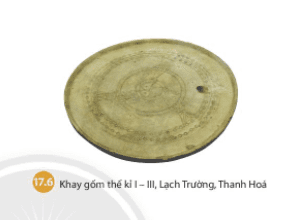 17.6 Khay gốm thế kỉ I – III, Lạch Trường, Thanh Hoá